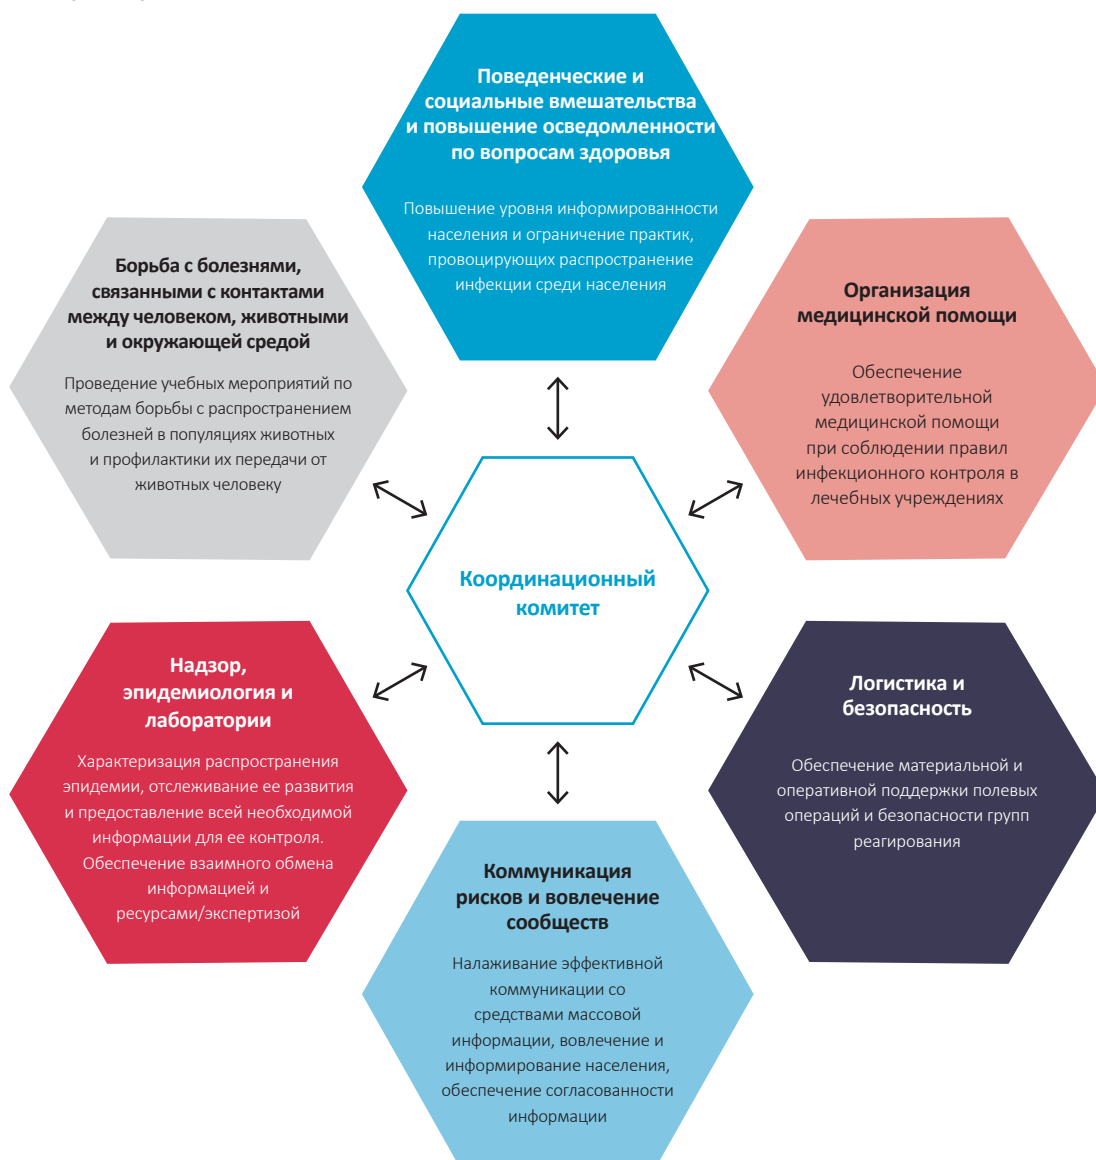 Поведенческие и
социальные вмешательства
и повышение осведомленности
по вопросам здоровья
Повышение уровня информированности
населения и ограничение практик,
провоцирующих распространение
инфекции среди населения
Борьба с болезнями,
связанными с контактами
между человеком, животными
и окружающей средой
Проведение учебных мероприятий по
методам борьбы с распространением
болезней в популяциях животных
и профилактики их передачи от
животных человеку
Организация
медицинской помощи
Обеспечение
удовлетворительной
медицинской помощи
при соблюдении правил
инфекционного контроля в
лечебных учреждениях
Координационный
комитет
Надзор,
эпидемиология и
лаборатории
Характеризация распространения
эпидемии, отслеживание ее развития
и предоставление всей необходимой
информации для ее контроля.
Обеспечение взаимного обмена
информацией и
ресурсами/экспертизой
Логистика и
безопасность
Обеспечение материальной и
оперативной поддержки полевых
операций и безопасности групп
реагирования
Коммуникация
рисков и вовлечение
сообществ
Налаживание эффективной
коммуникации со
средствами массовой
информации, вовлечение и
информирование населения,
обеспечение согласованности
информации